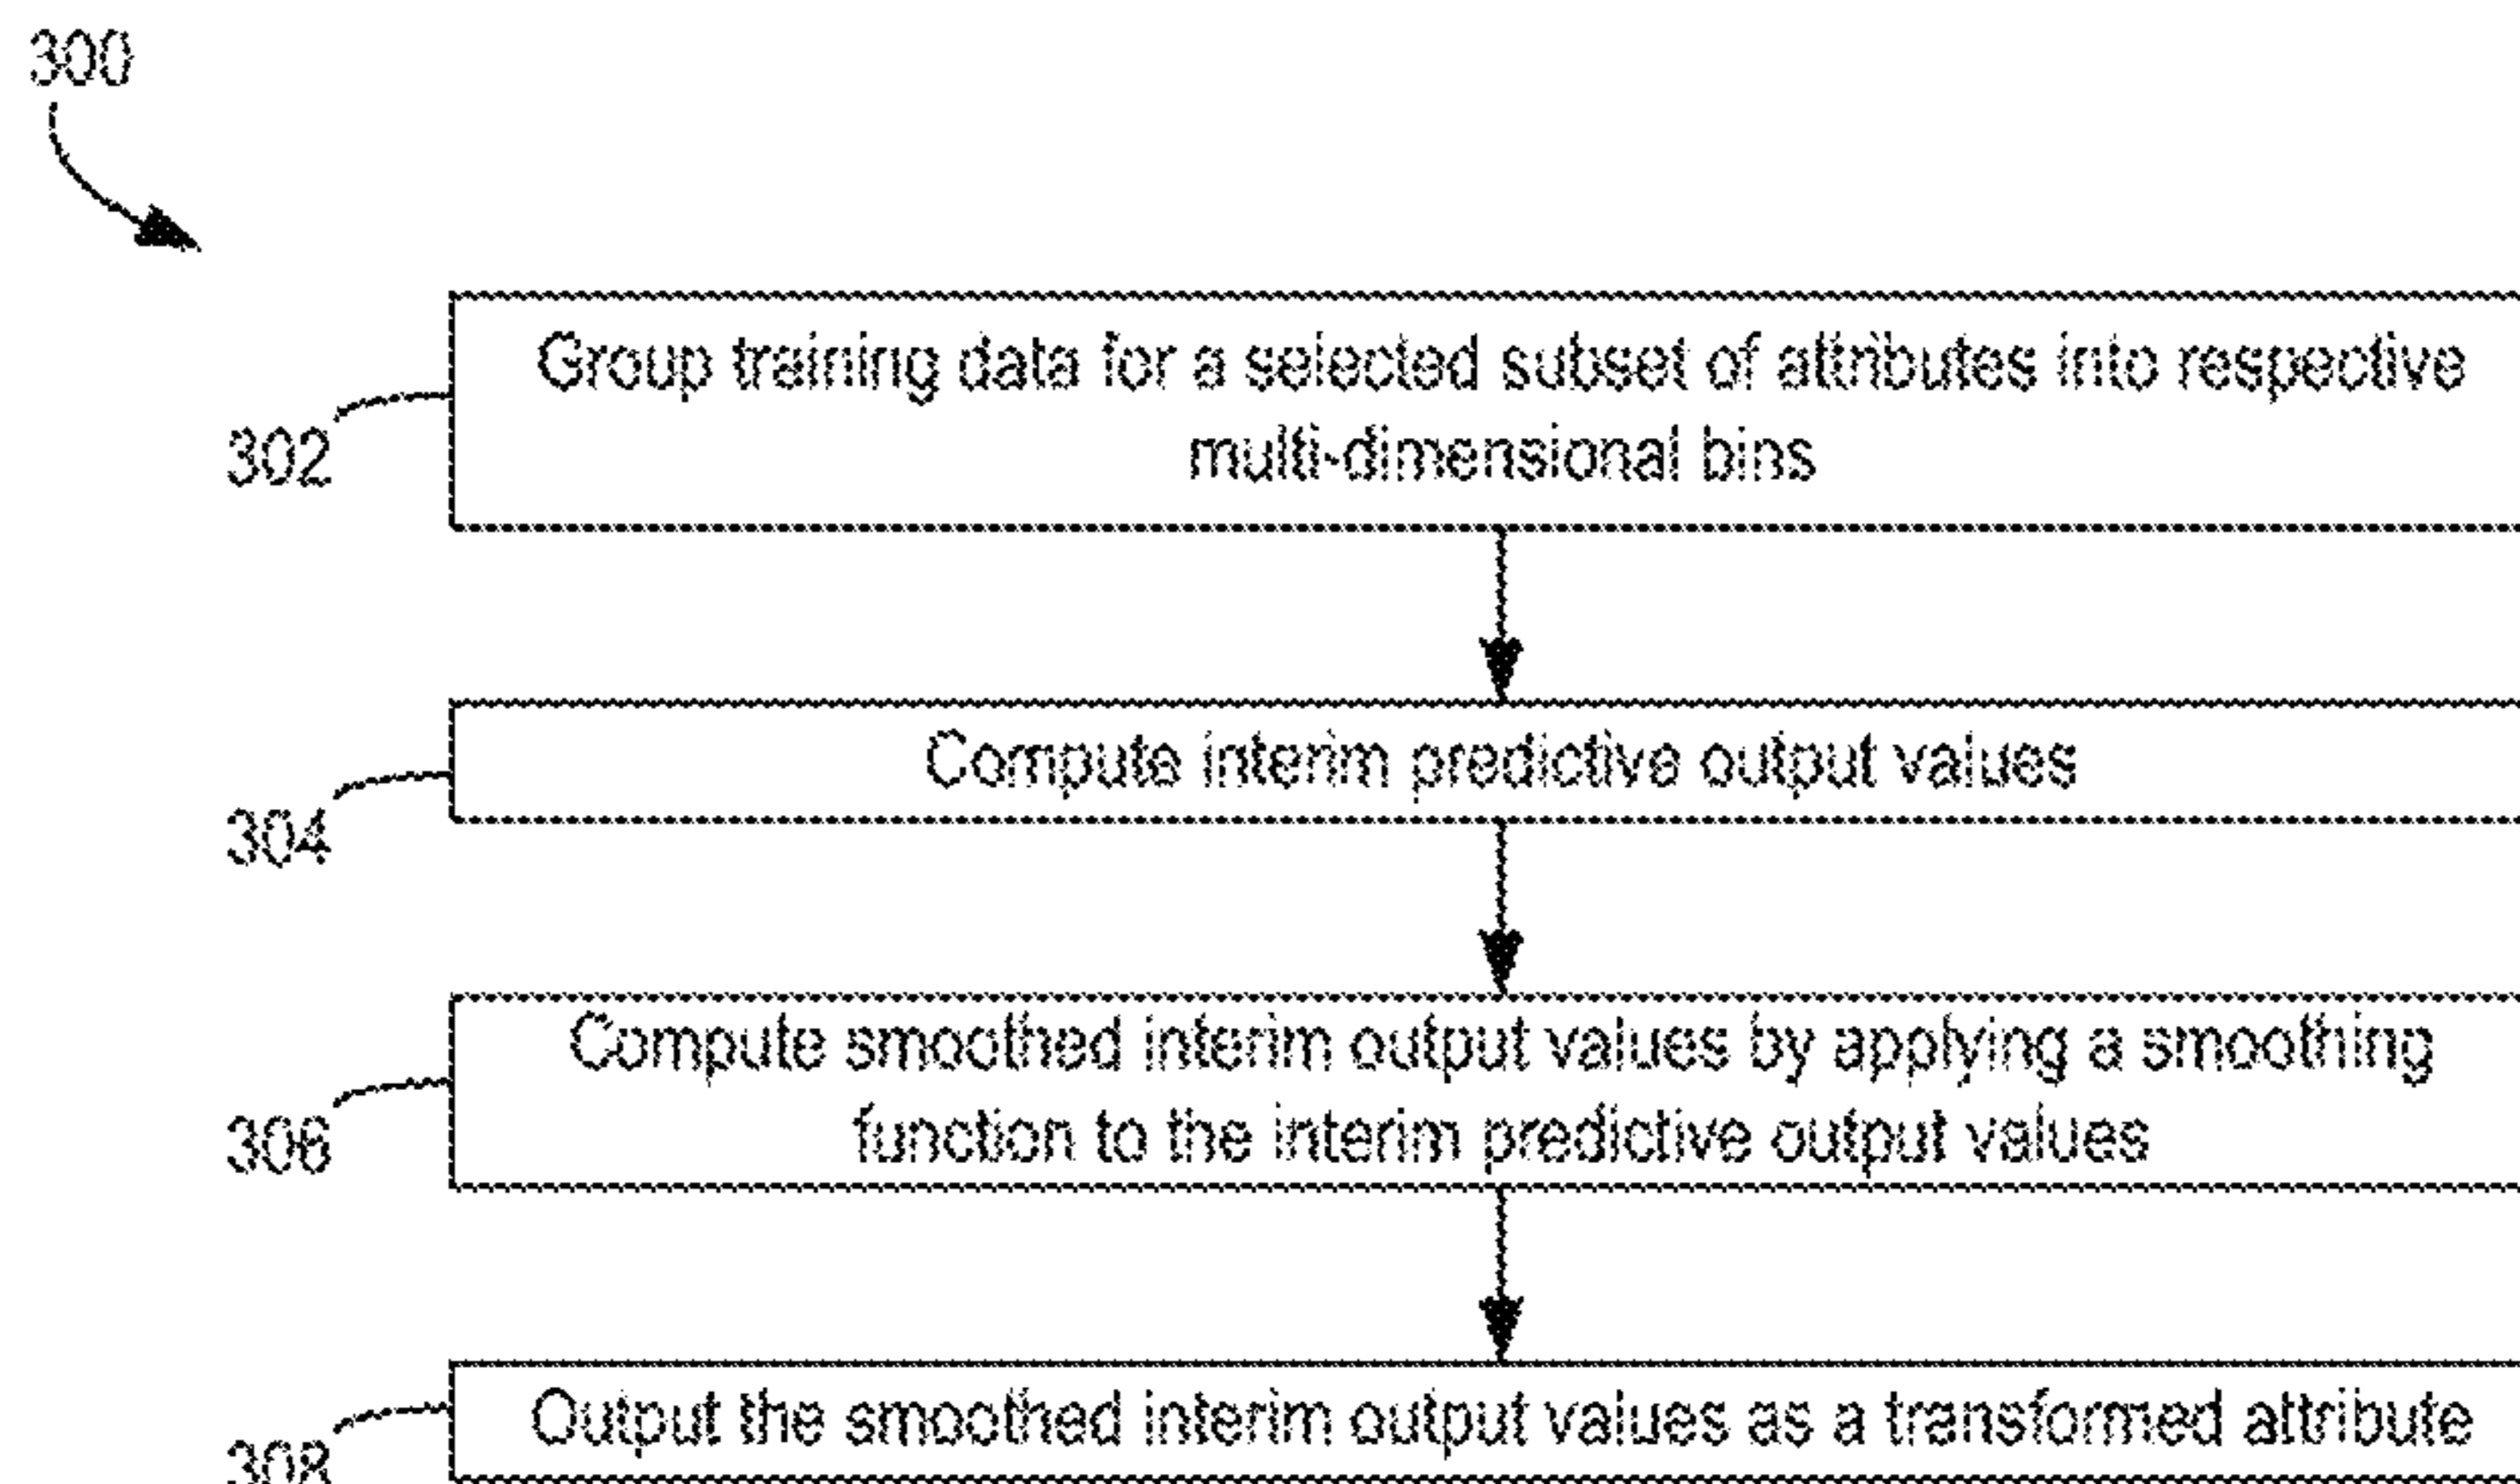 300
Group training data for a selected subset of attributes into respective
multi-dimensional bins
302
Compute interim predictive output values
304
Compute smoothed interim output values by applying a smoothing
function to the interim predictive output values
306
Output the smoothed interim output values as a transformed attribute
308